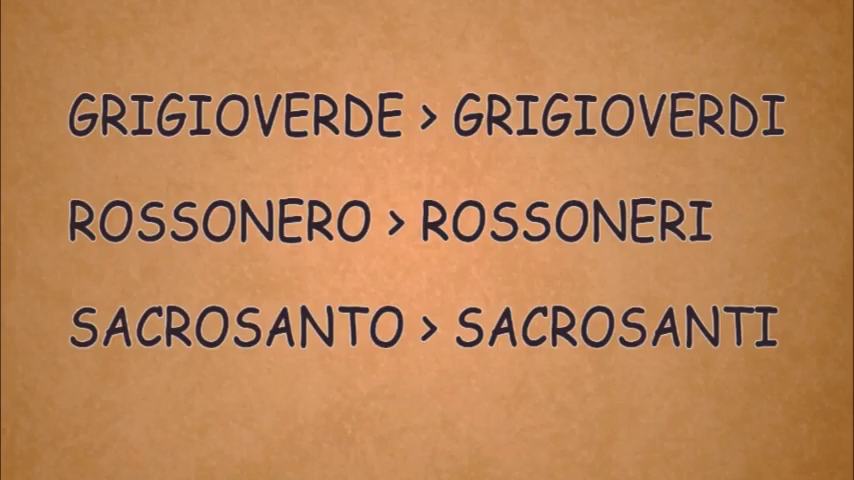 GRIGIOVERDE > GRIGIOVERDI
ROSSONERO > ROSSONERI
SACROSANTO > SACROSANTI